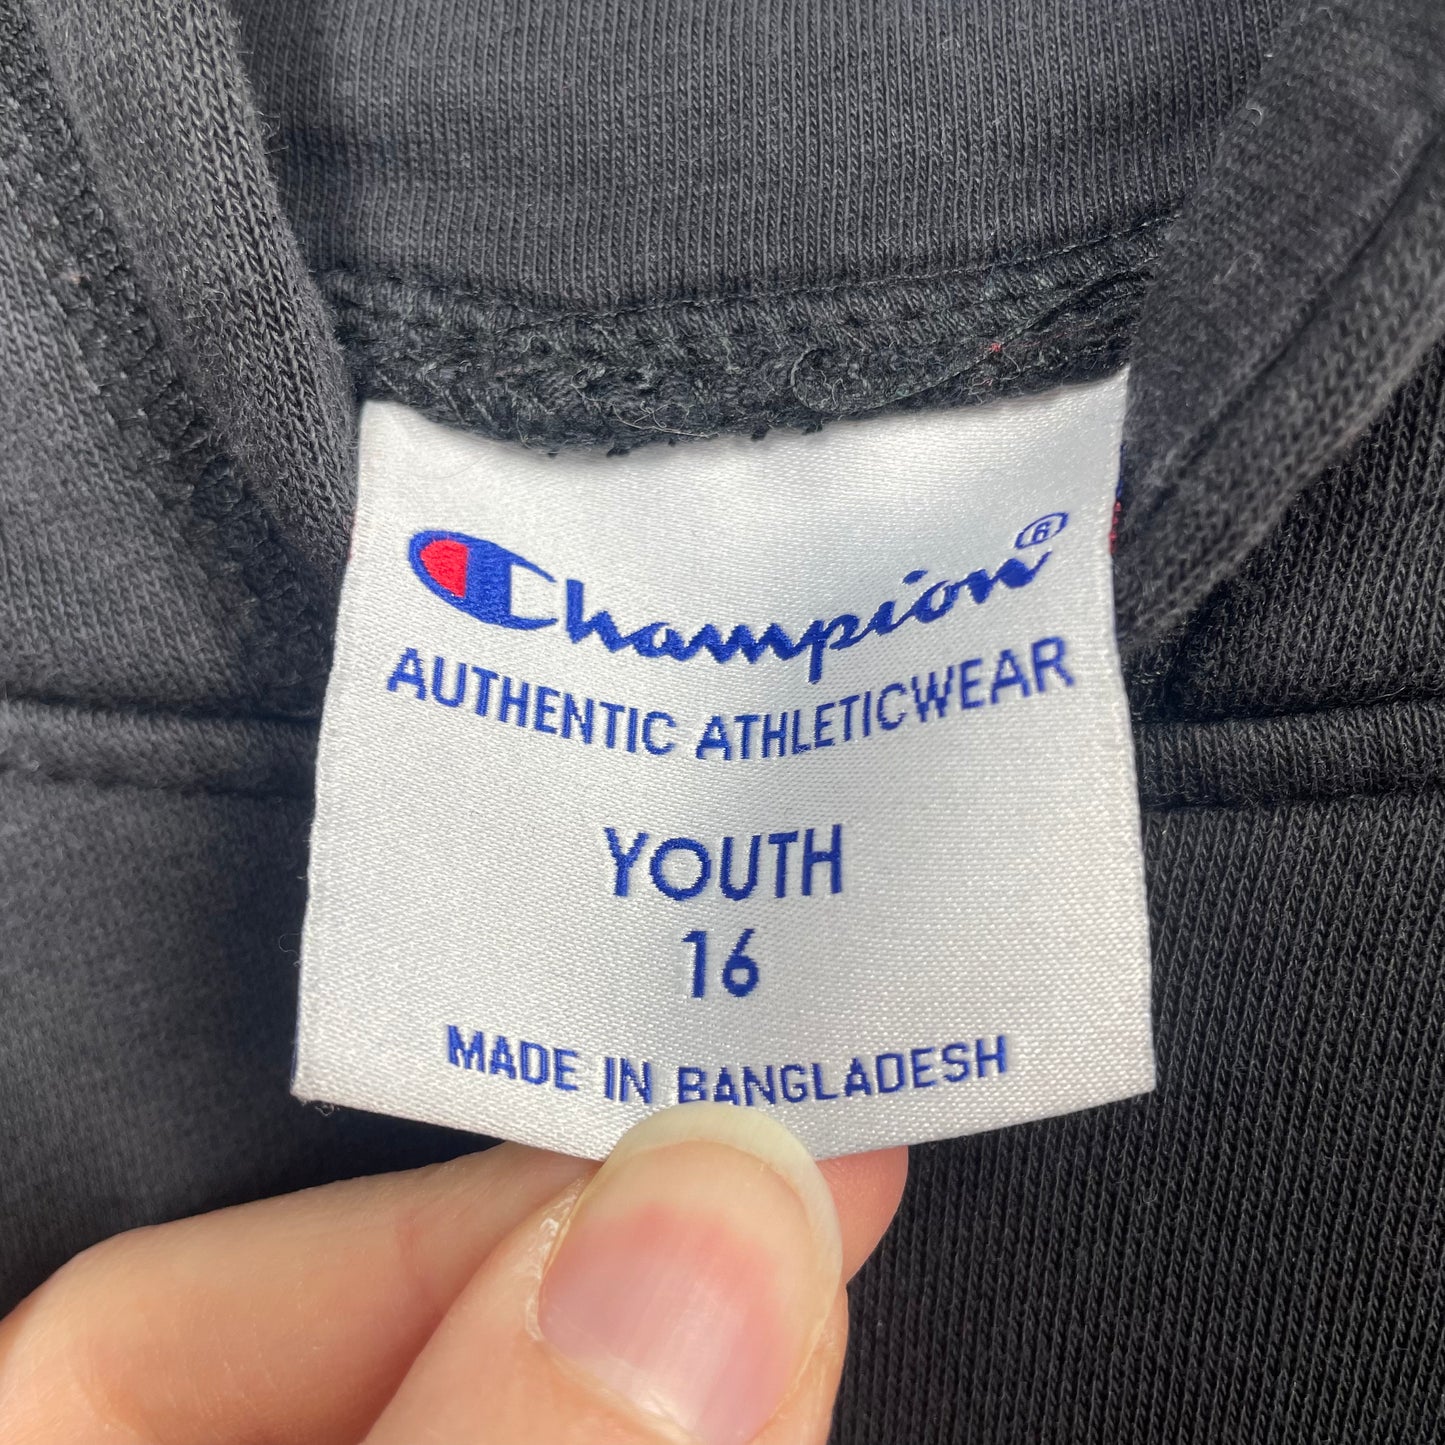 Champion®
AUTHENTIC ATHLETICWEAR
YOUTH
16
MADE IN BANGLADESH